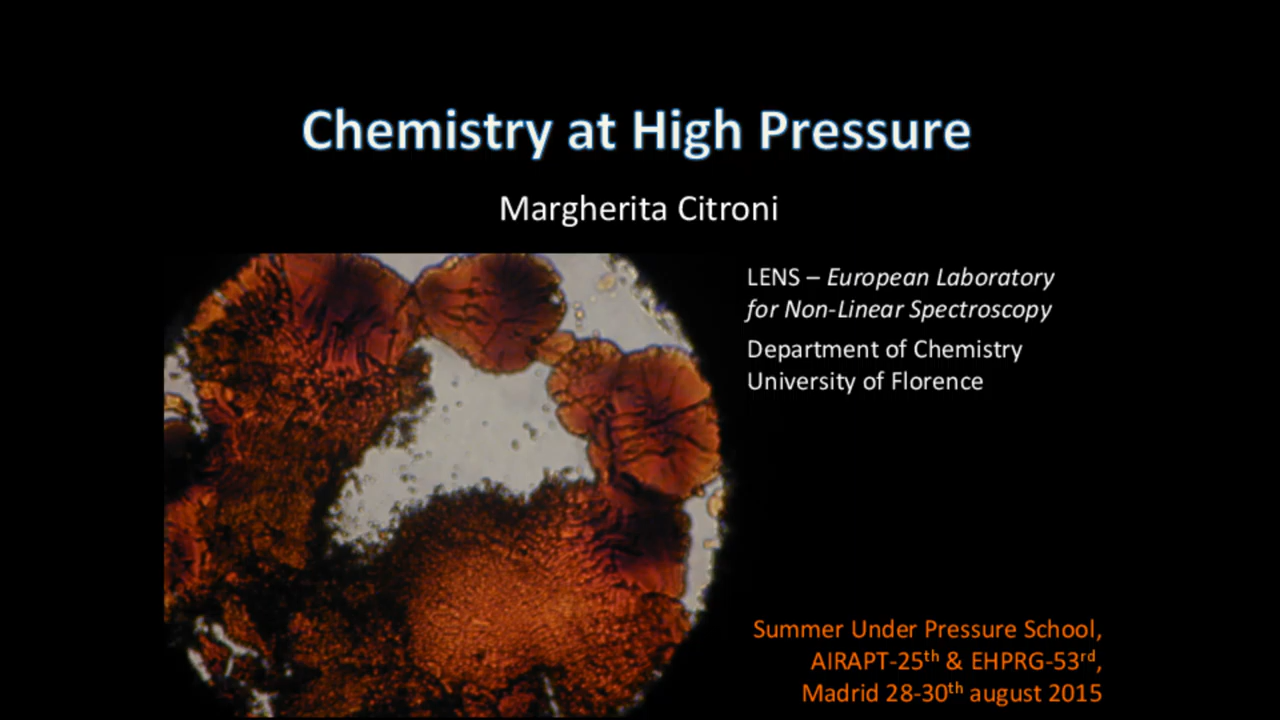 Chemistry at High Pressure
Margherita Citroni
LENS – European Laboratory
for Non-Linear Spectroscopy
Department of Chemistry
University of Florence
Summer Under Pressure School,
AIRAPT-25th & EHPRG-53rd,
Madrid 28-30th august 2015